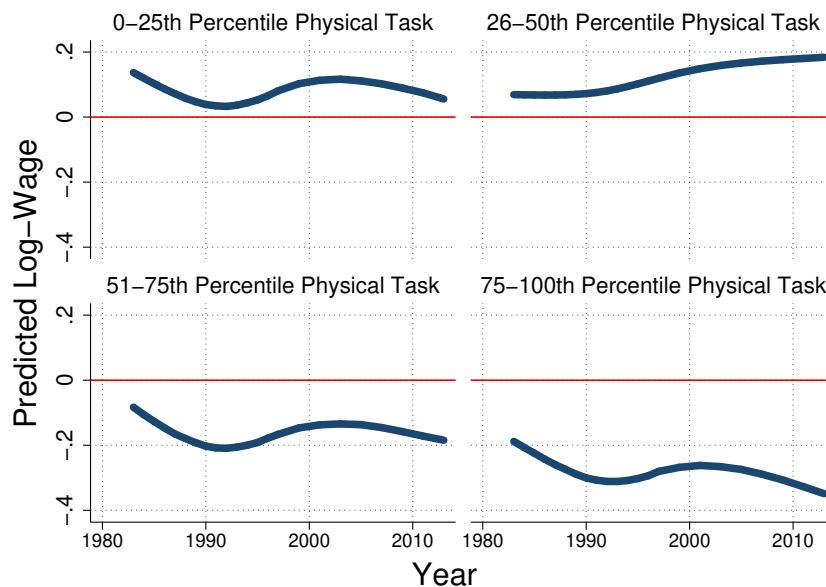 0−25th Percentile Physical Task
26−50th Percentile Physical Task
.2
0
−.2
−.4
51−75th Percentile Physical Task
75−100th Percentile Physical Task
.2
0
−.2
−.4
Predicted Log−Wage
1980 1990 2000 2010
1980 1990 2000 2010
Year